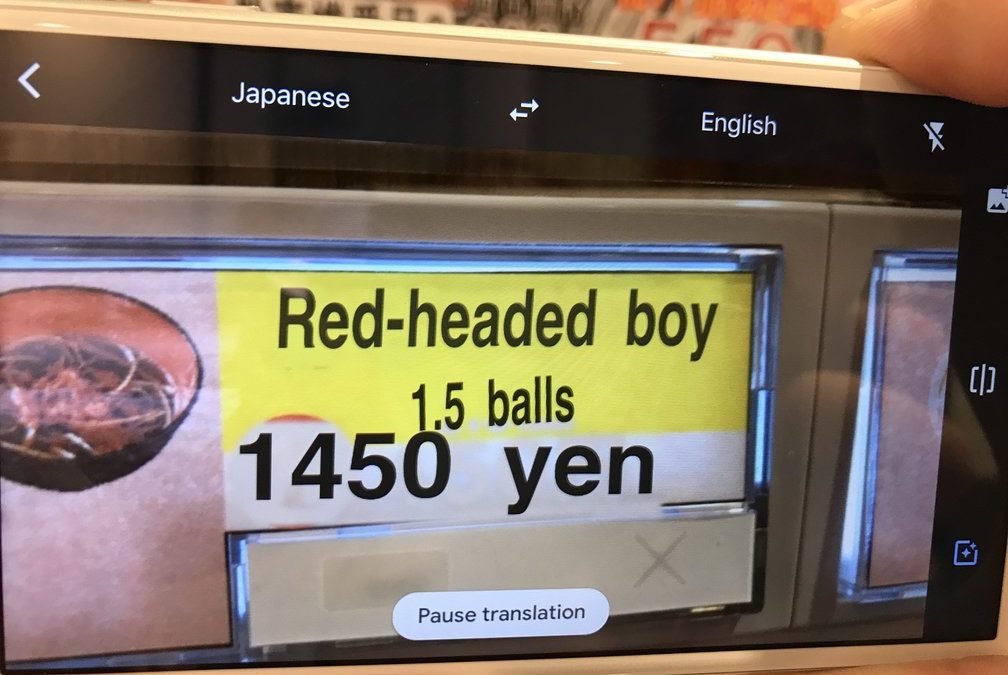 Japanese
English
Red-headed boy
1.5 balls
1450 yen
Pause translation